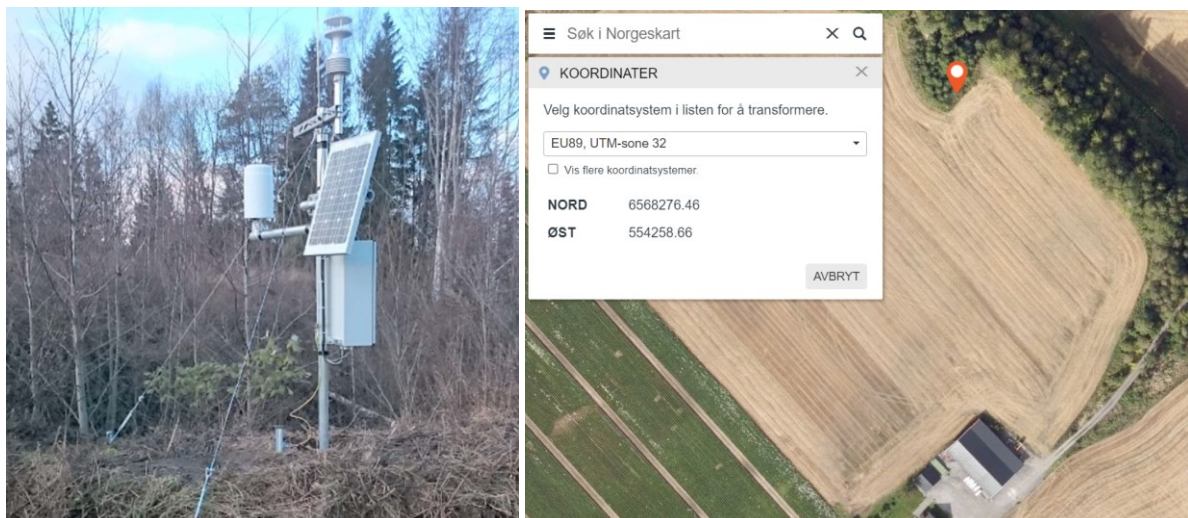 Søk i Norgeskart
KOORDINATER
Velg koordinatsystem i listen for å transformere.
EU89, UTM-sone 32
Vis flere koordinatsystemer.
NORD 6568276.46
ØST 554258.66
AVBRYT